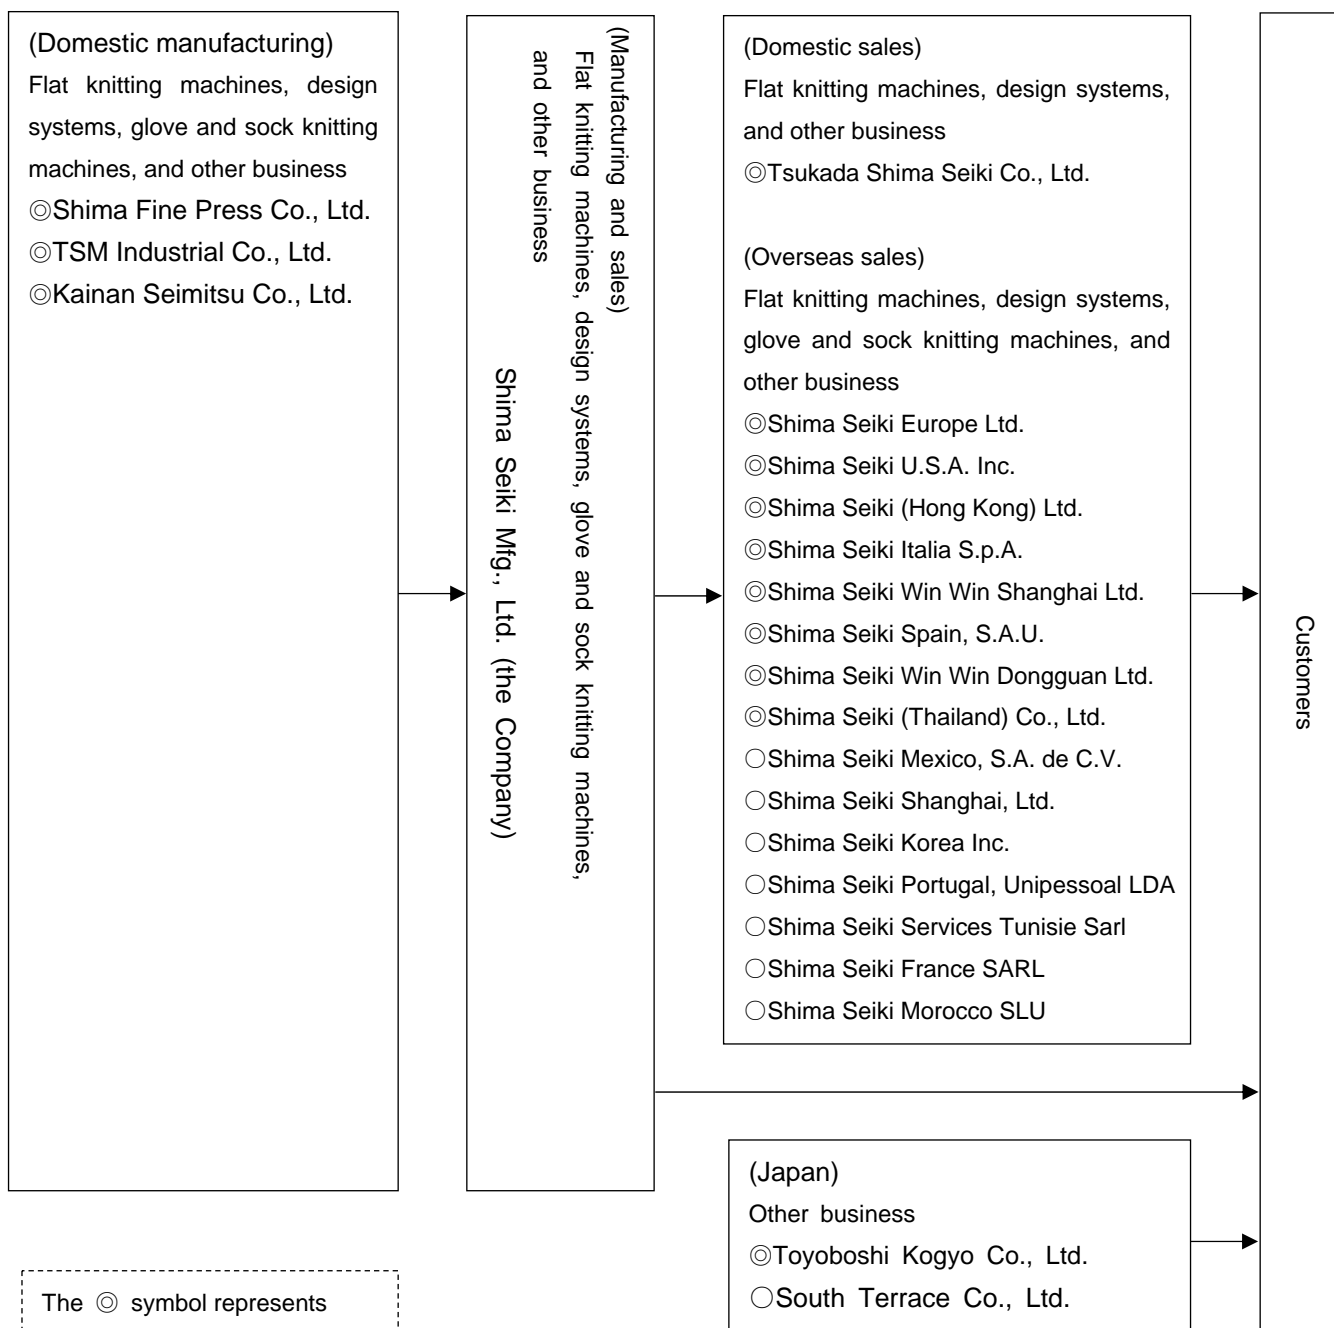 (Domestic manufacturing)
Flat knitting machines, design
systems, glove and sock knitting
machines, and other business
◎Shima Fine Press Co., Ltd.
◎TSM Industrial Co., Ltd.
◎Kainan Seimitsu Co., Ltd.
(Manufacturing and sales)
Flat knitting machines, design systems, glove and sock knitting machines,
and other business
Shima Seiki Mfg., Ltd. (the Company)
(Domestic sales)
Flat knitting machines, design systems,
and other business
◎Tsukada Shima Seiki Co., Ltd.
(Overseas sales)
Flat knitting machines, design systems,
glove and sock knitting machines, and
other business
◎Shima Seiki Europe Ltd.
◎Shima Seiki U.S.A. Inc.
◎Shima Seiki (Hong Kong) Ltd.
◎Shima Seiki Italia S.p.A.
◎Shima Seiki Win Win Shanghai Ltd.
◎Shima Seiki Spain, S.A.U.
◎Shima Seiki Win Win Dongguan Ltd.
◎Shima Seiki (Thailand) Co., Ltd.
○Shima Seiki Mexico, S.A. de C.V.
○Shima Seiki Shanghai, Ltd.
○Shima Seiki Korea Inc.
○Shima Seiki Portugal, Unipessoal LDA
○Shima Seiki Services Tunisie Sarl
○Shima Seiki France SARL
○Shima Seiki Morocco SLU
Customers
(Japan)
Other business
◎Toyoboshi Kogyo Co., Ltd.
○South Terrace Co., Ltd.
The ◎ symbol represents